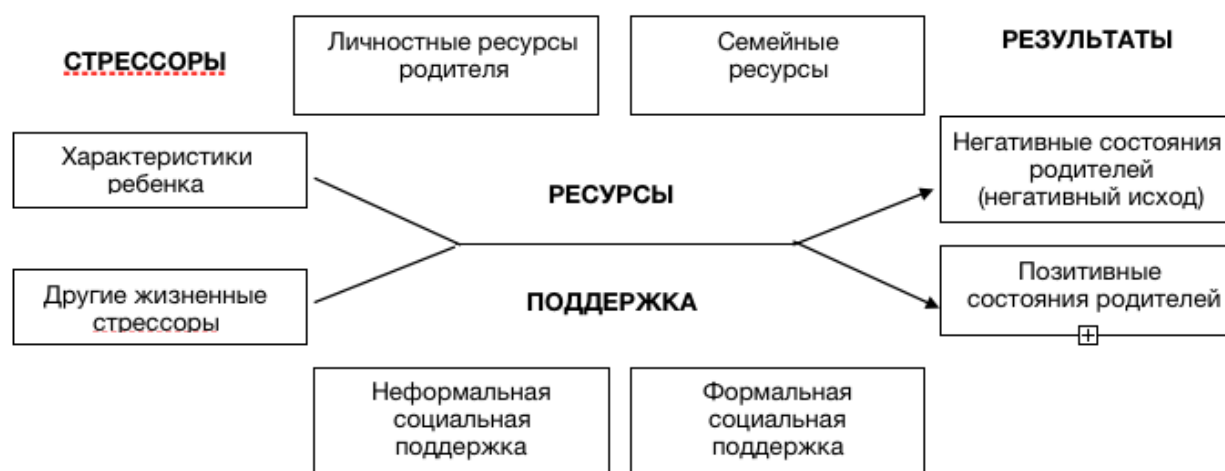 СТРЕССОРЫ
Личностные ресурсы
родителя
Семейные
ресурсы
РЕЗУЛЬТАТЫ
Характеристики
ребенка
РЕСУРСЫ
Негативные состояния
родителей
(негативный исход)
Другие жизненные
стрессоры
ПОДДЕРЖКА
Позитивные
состояния родителей
Неформальная
социальная
поддержка
Формальная
социальная
поддержка